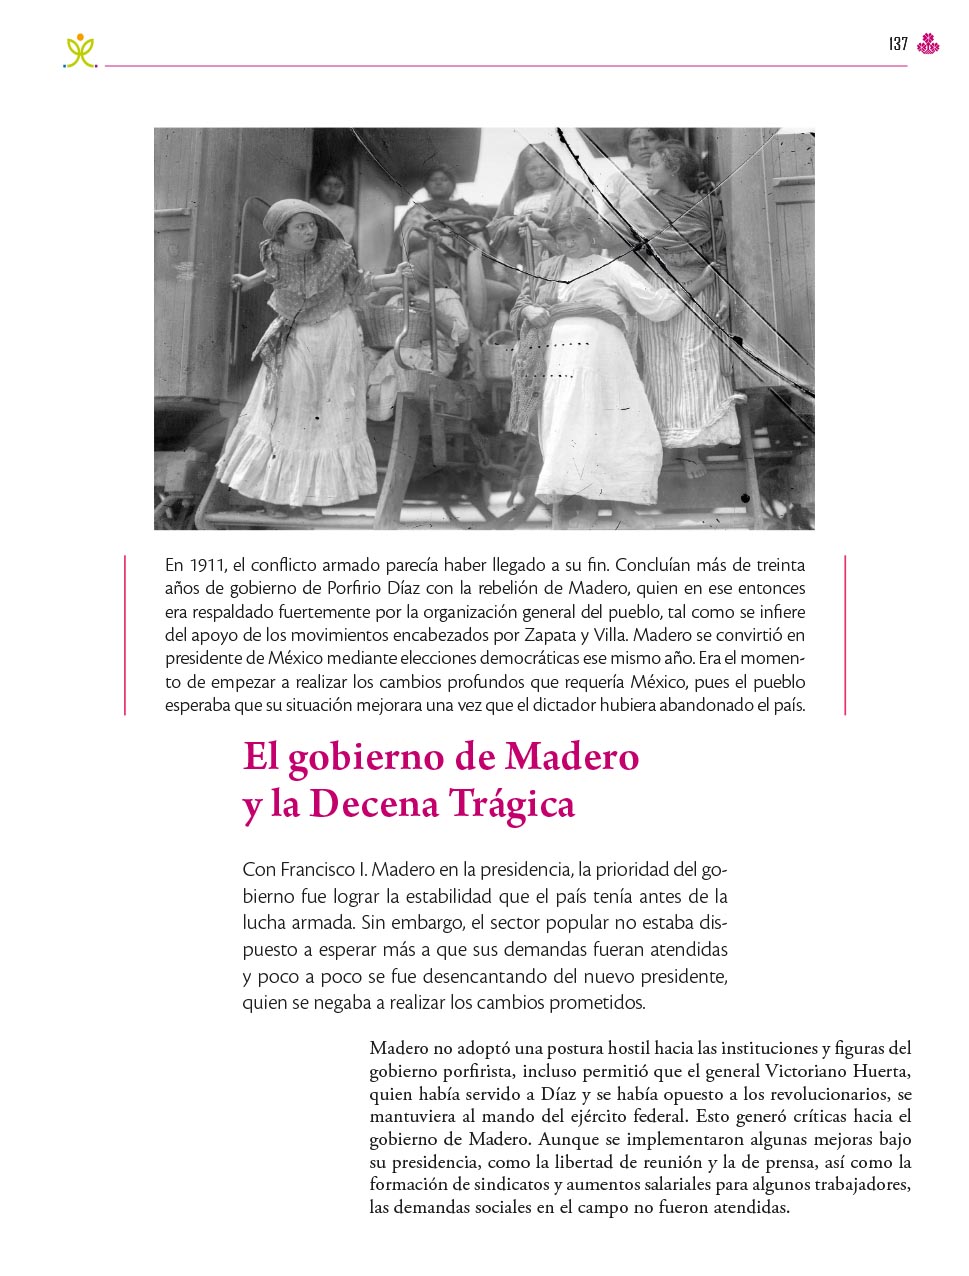 137
En 1911, el conflicto armado parecía haber llegado a su fin. Concluían más de treinta
años de gobierno de Porfirio Díaz con la rebelión de Madero, quien en ese entonces
era respaldado fuertemente por la organización general del pueblo, tal como se infiere
del apoyo de los movimientos encabezados por Zapata y Villa. Madero se convirtió en
presidente de México mediante elecciones democráticas ese mismo año. Era el momen-
to de empezar a realizar los cambios profundos que requería México, pues el pueblo
esperaba que su situación mejorara una vez que el dictador hubiera abandonado el país.
El gobierno de Madero
y la Decena Trágica
Con Francisco I. Madero en la presidencia, la prioridad del go-
bierno fue lograr la estabilidad que el país tenía antes de la
lucha armada. Sin embargo, el sector popular no estaba dis-
puesto a esperar más a que sus demandas fueran atendidas
y poco a poco se fue desencantando del nuevo presidente,
quien se negaba a realizar los cambios prometidos.
Madero no adoptó una postura hostil hacia las instituciones y figuras del
gobierno porfirista, incluso permitió que el general Victoriano Huerta,
quien había servido a Díaz y se había opuesto a los revolucionarios, se
mantuviera al mando del ejército federal. Esto generó críticas hacia el
gobierno de Madero. Aunque se implementaron algunas mejoras bajo
su presidencia, como la libertad de reunión y la de prensa, así como la
formación de sindicatos y aumentos salariales para algunos trabajadores,
las demandas sociales en el campo no fueron atendidas.